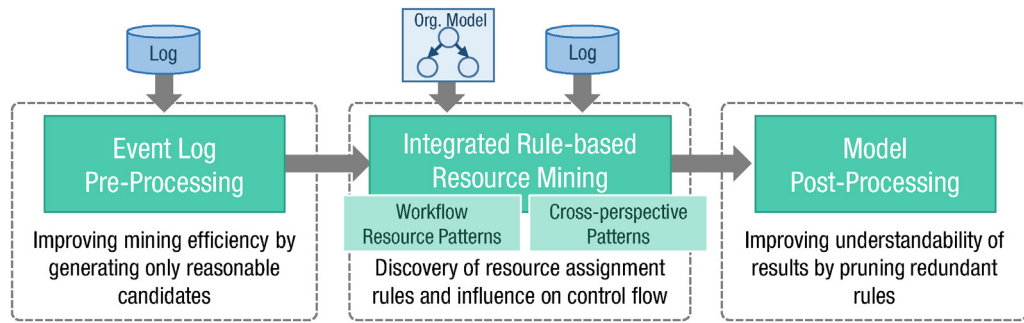 Log
Org. Model
Log
Event Log
Pre-Processing
Improving mining efficiency by
generating only reasonable
candidates
Integrated Rule-based
Resource Mining
Workflow
Resource Patterns
Cross-perspective
Patterns
Discovery of resource assignment
rules and influence on control flow
Model
Post-Processing
Improving understandability of
results by pruning redundant
rules